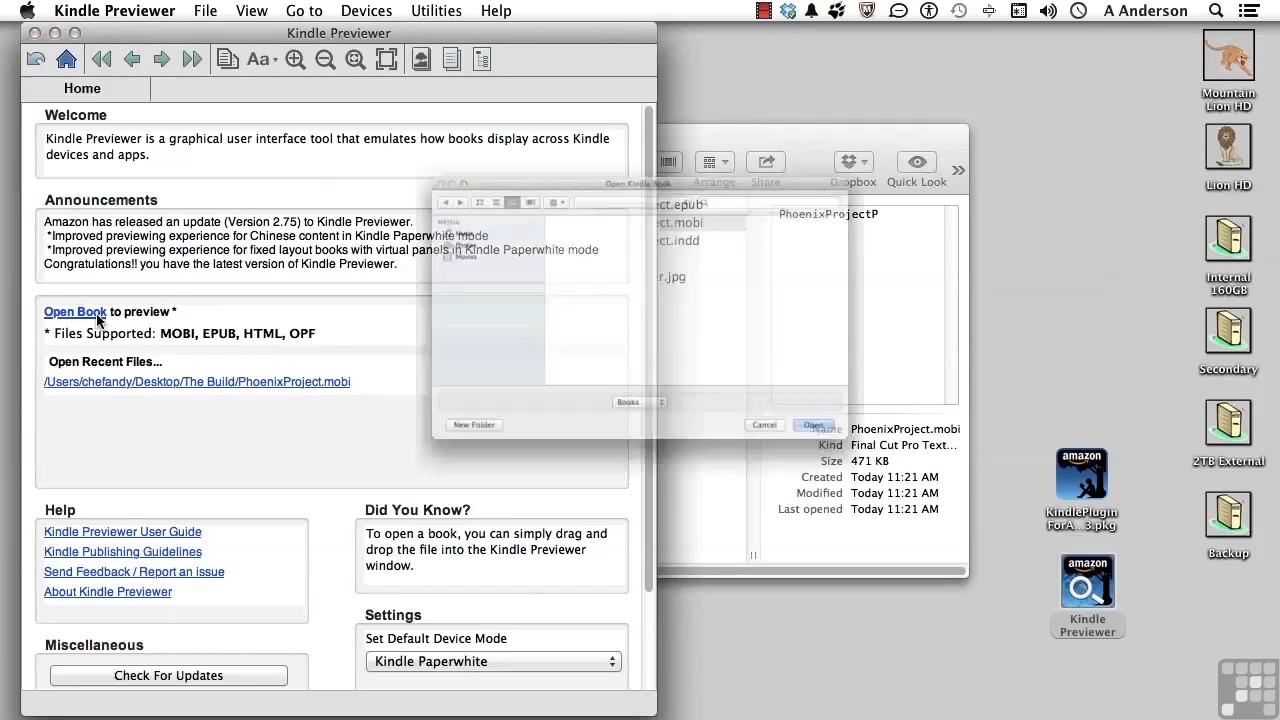 Kindle Previewer File View Go to Devices Utilities Help A Anderson
Kindle Previewer
Aa
Home
Welcome
Kindle Previewer is a graphical user interface tool that emulates how books display across Kindle
devices and apps.
Announcements
Amazon has released an update (Version 2.75) to Kindle Previewer.
*Improved previewing experience for Chinese content in Kindle Paperwhite mode
*Improved previewing experience for fixed layout books with virtual panels in Kindle Paperwhite mode
Congratulations!! you have the latest version of Kindle Previewer.
Open Book to preview *
* Files Supported: MOBI, EPUB, HTML, OPF
Open Recent Files...
/Users/chefandy/Desktop/The Build/PhoenixProject.mobi
Help
Kindle Previewer User Guide
Kindle Publishing Guidelines
Send Feedback / Report an issue
About Kindle Previewer
Miscellaneous
Check For Updates
Did You Know?
To open a book, you can simply drag and
drop the file into the Kindle Previewer
window.
Settings
Set Default Device Mode
Kindle Paperwhite
Open Kindle Book
MEDIA
Movies
Books
New Folder Cancel Open
Arrange Share Dropbox Quick Look
ect.epub
ect.mobi
ect.indd
er.jpg
PhoenixProjectP
Name PhoenixProject.mobi
Kind Final Cut Pro Text...
Size 471 KB
Created Today 11:21 AM
Modified Today 11:21 AM
Last opened Today 11:21 AM
amazon
KindlePlugin
ForA...3.pkg
amazon
Kindle
Previewer
Mountain
Lion HD
Lion HD
Internal
160GB
Secondary
2TB External
Backup